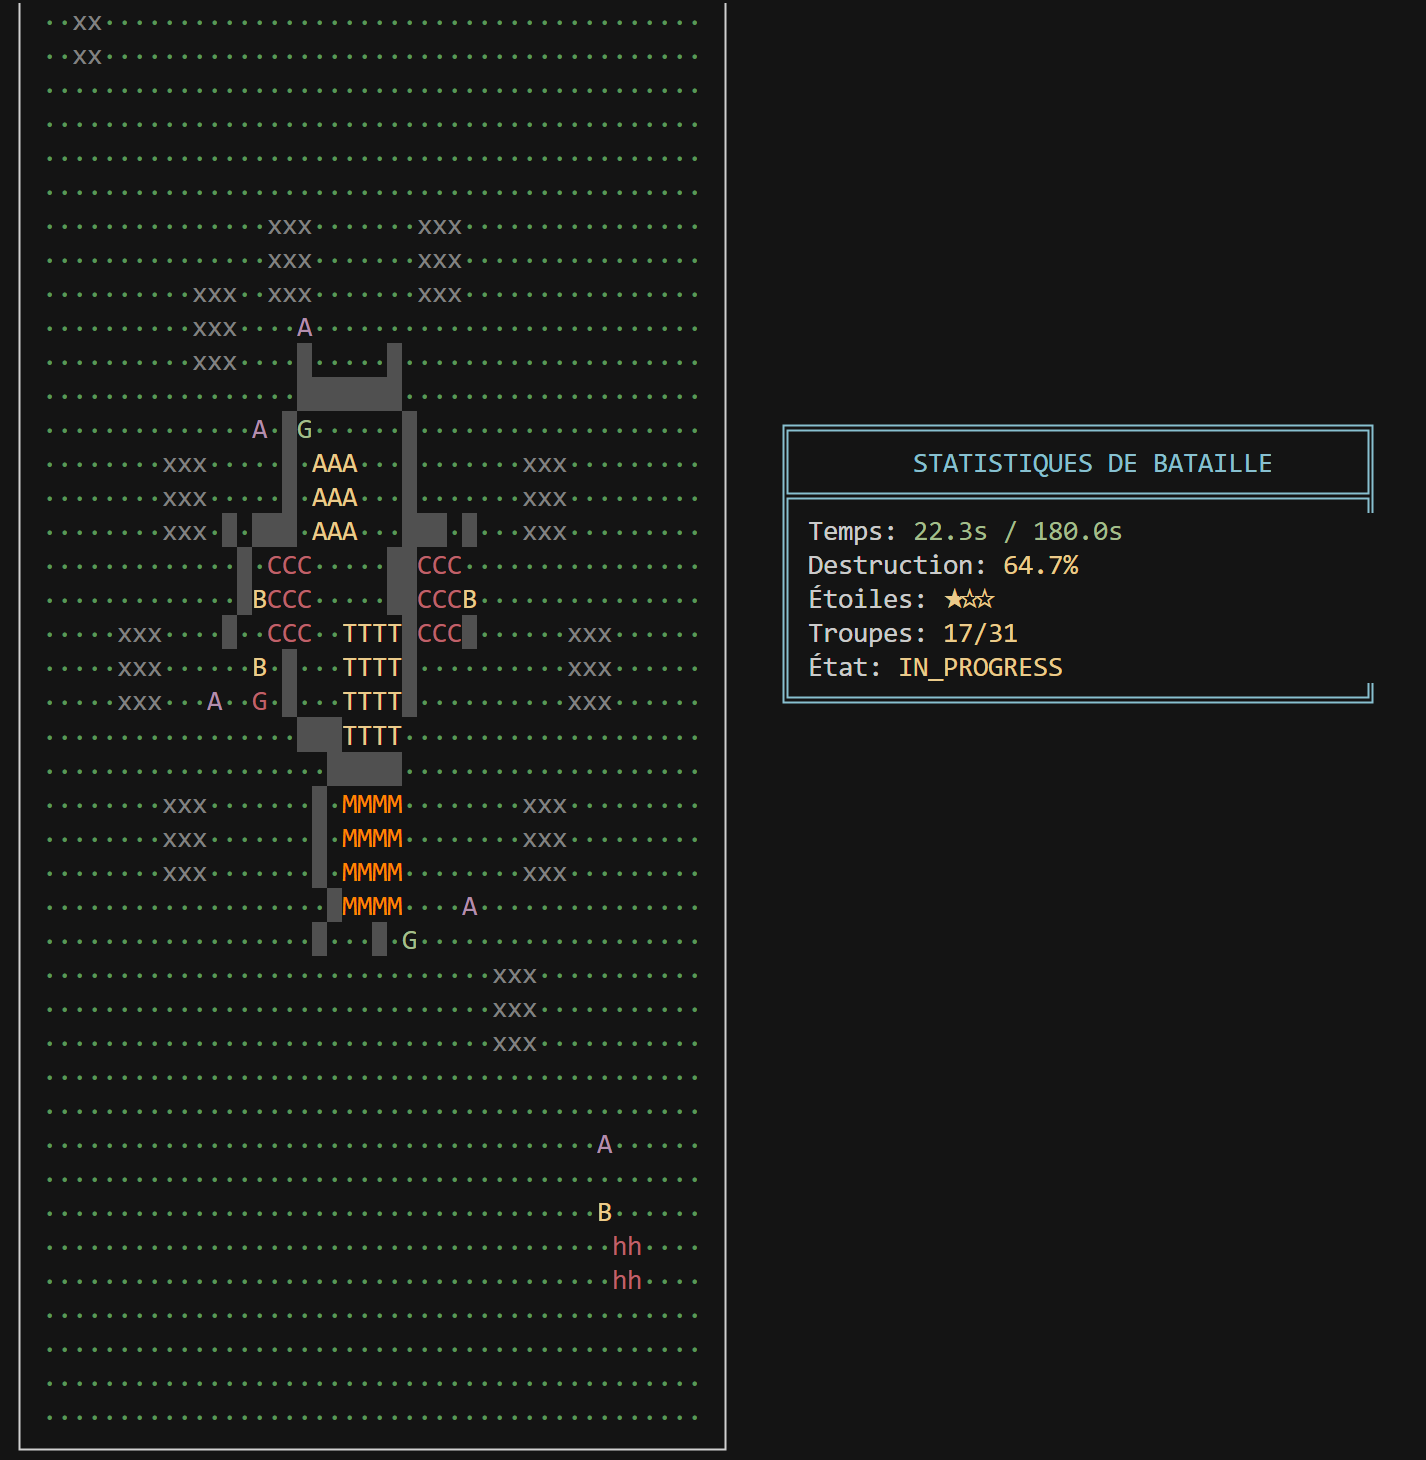 xx
xx
xxx xxx
xxx xxx
xxx xxx xxx
xxx A
xxx
A G
xxx AAA xxx
xxx AAA xxx
xxx AAA xxx
CCC CCC
BCCC CCCB
xxx CCC TTTT CCC xxx
xxx B TTTT xxx
xxx A G TTTT xxx
TTTT
xxx MMMM xxx
xxx MMMM xxx
xxx MMMM xxx
MMMM A
G
xxx
xxx
xxx
A
B
hh
hh
STATISTIQUES DE BATAILLE
Temps: 22.3s / 180.0s
Destruction: 64.7%
Étoiles: ★☆☆
Troupes: 17/31
État: IN_PROGRESS